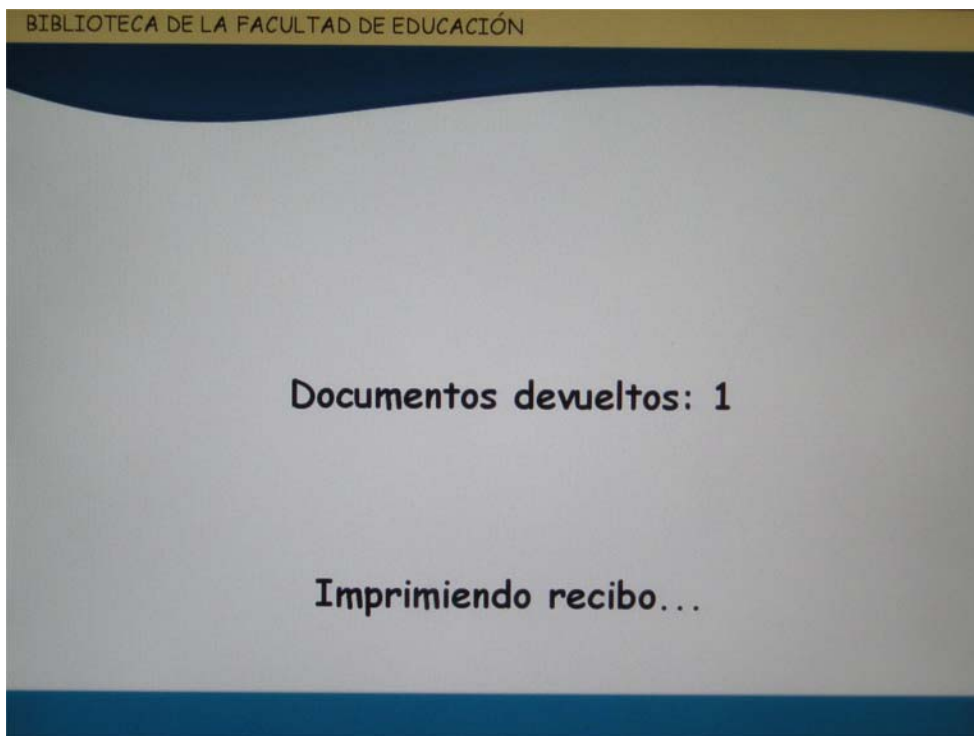 BIBLIOTECA DE LA FACULTAD DE EDUCACIÓN
Documentos devueltos: 1
Imprimiendo recibo...